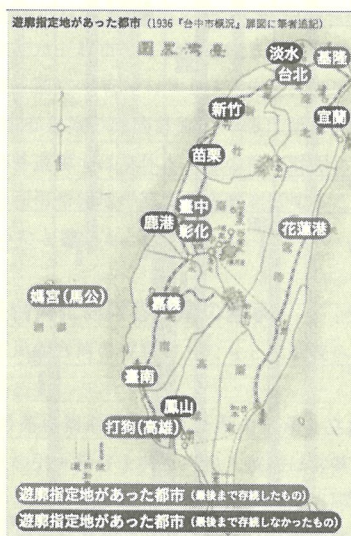 遊廓指定地があった都市（1936『台中市概況』扉図に筆者追記）
臺灣畧圖
淡水
基隆
台北
新竹
宜蘭
苗栗
臺中
鹿港
彰化
花蓮港
媽宮(馬公)
嘉義
臺南
鳳山
打狗(高雄)
遊廓指定地があった都市（最後まで存続したもの）
遊廓指定地があった都市（最後まで存続しなかったもの）